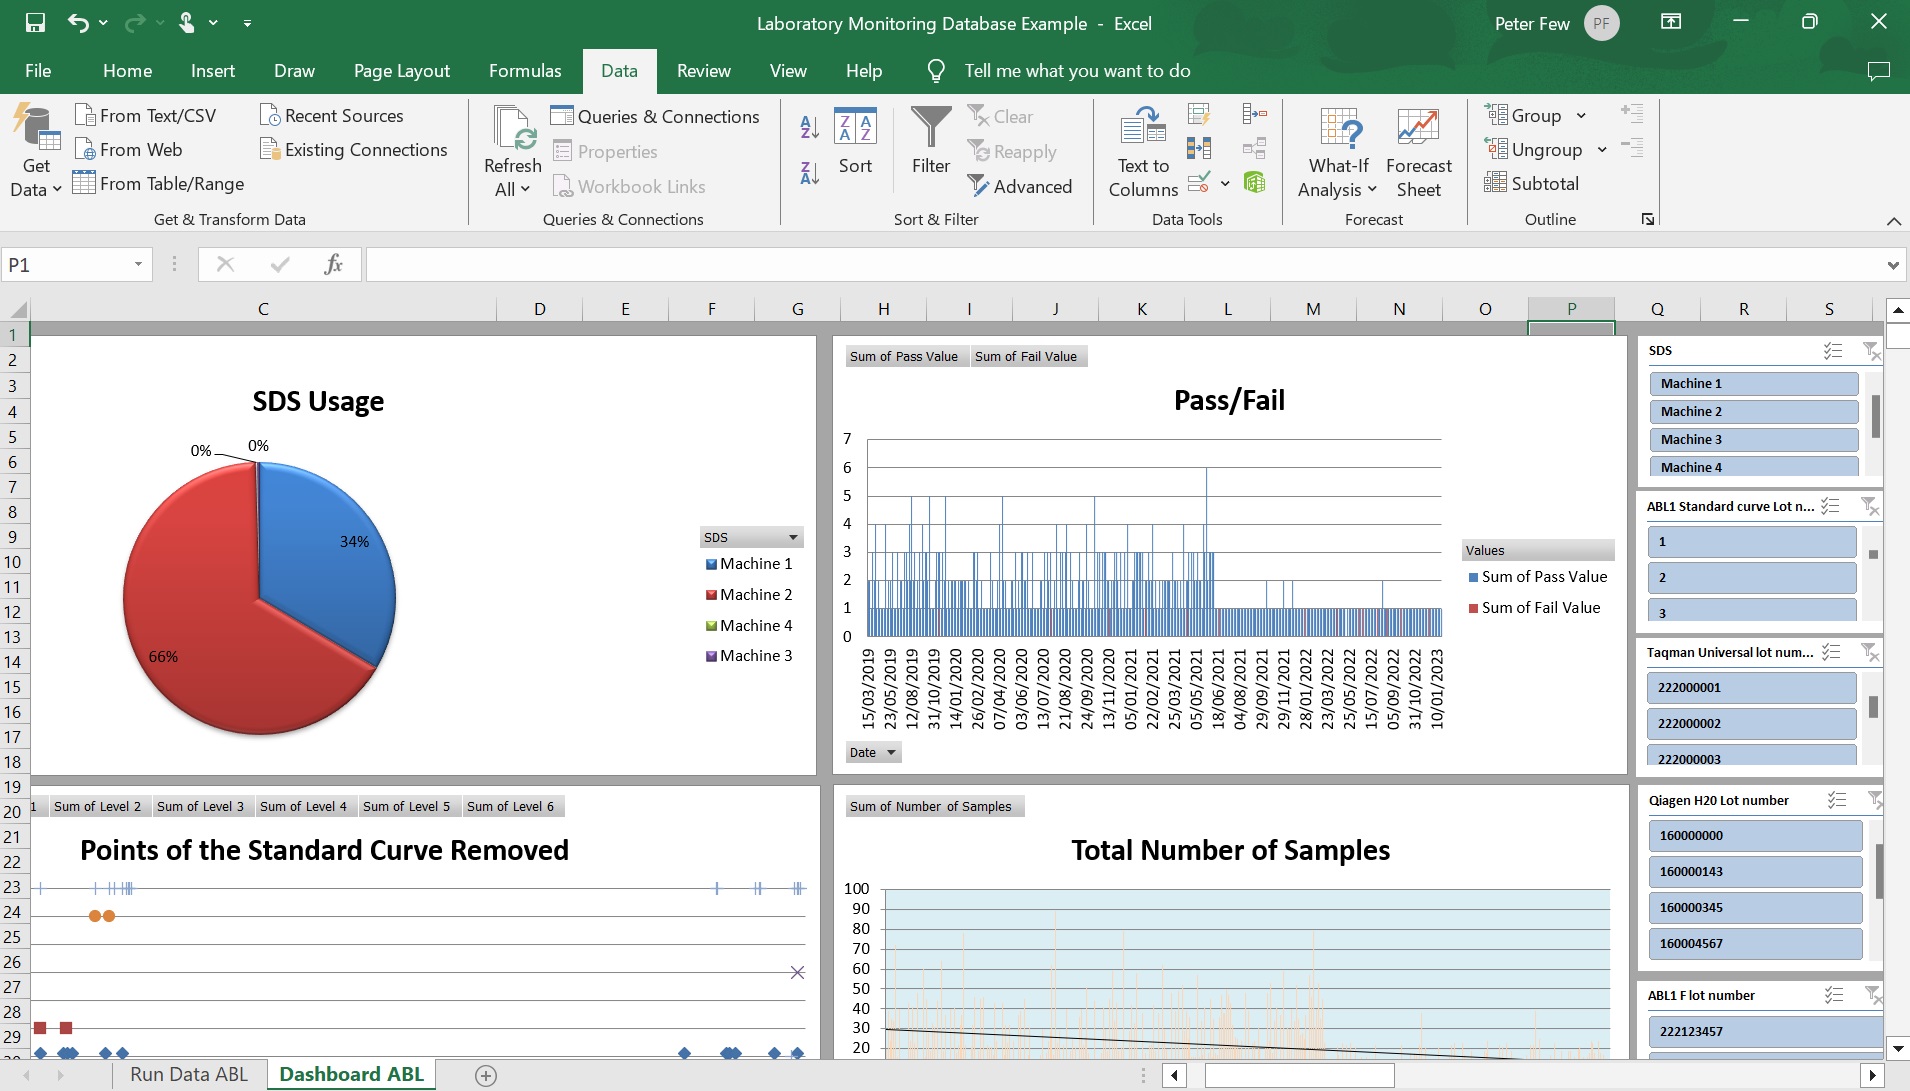 Laboratory Monitoring Database Example - Excel
Peter Few
PF
File
Home
Insert
Draw
Page Layout
Formulas
Data
Review
View
Help
Tell me what you want to do
Get Data
From Text/CSV
From Web
From Table/Range
Recent Sources
Existing Connections
Get & Transform Data
Refresh All
Queries & Connections
Properties
Workbook Links
Queries & Connections
Sort
Filter
Clear
Reapply
Advanced
Sort & Filter
Text to Columns
Data Tools
What-If Analysis
Forecast Sheet
Forecast
Group
Ungroup
Subtotal
Outline
P1
fx
C D E F G H I J K L M N O P Q R S
1
2
3
4
5
6
7
8
9
10
11
12
13
14
15
16
17
18
19
20
21
22
23
24
25
26
27
28
29
SDS Usage
0%
0%
34%
66%
SDS
Machine 1
Machine 2
Machine 4
Machine 3
Sum of Pass Value
Sum of Fail Value
Pass/Fail
7
6
5
4
3
2
1
0
15/03/2019
23/05/2019
12/08/2019
31/10/2019
14/01/2020
26/02/2020
07/04/2020
03/06/2020
13/07/2020
21/08/2020
24/09/2020
13/11/2020
05/01/2021
22/02/2021
25/03/2021
05/05/2021
18/06/2021
04/08/2021
29/09/2021
29/11/2021
28/01/2022
23/03/2022
25/05/2022
15/07/2022
05/09/2022
31/10/2022
10/01/2023
Values
Sum of Pass Value
Sum of Fail Value
Date
1
Sum of Level 2
Sum of Level 3
Sum of Level 4
Sum of Level 5
Sum of Level 6
Points of the Standard Curve Removed
Sum of Number of Samples
Total Number of Samples
100
90
80
70
60
50
40
30
20
SDS
Machine 1
Machine 2
Machine 3
Machine 4
ABL1 Standard curve Lot n...
1
2
3
Taqman Universal lot num...
222000001
222000002
222000003
Qiagen H20 Lot number
160000000
160000143
160000345
160004567
ABL1 F lot number
222123457
Run Data ABL
Dashboard ABL